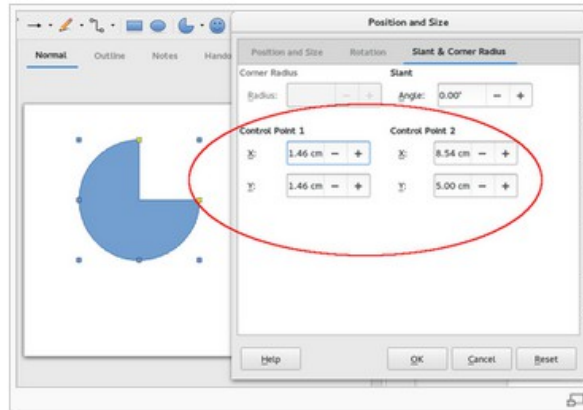 Position and Size
Normal Outline Notes Hando
Position and Size Rotation Slant & Corner Radius
Corner Radius Slant
Radius: Angle: 0.00°
Control Point 1 Control Point 2
X: 1.46 cm X: 8.54 cm
Y: 1.46 cm Y: 5.00 cm
Help OK Cancel Reset